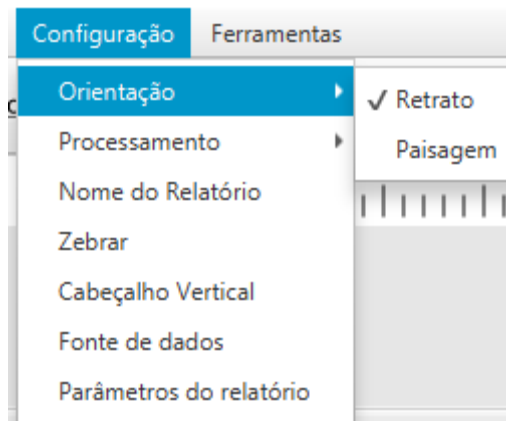 Configuração Ferramentas
Orientação
✓ Retrato
Processamento
Paisagem
Nome do Relatório
Zebrar
Cabeçalho Vertical
Fonte de dados
Parâmetros do relatório